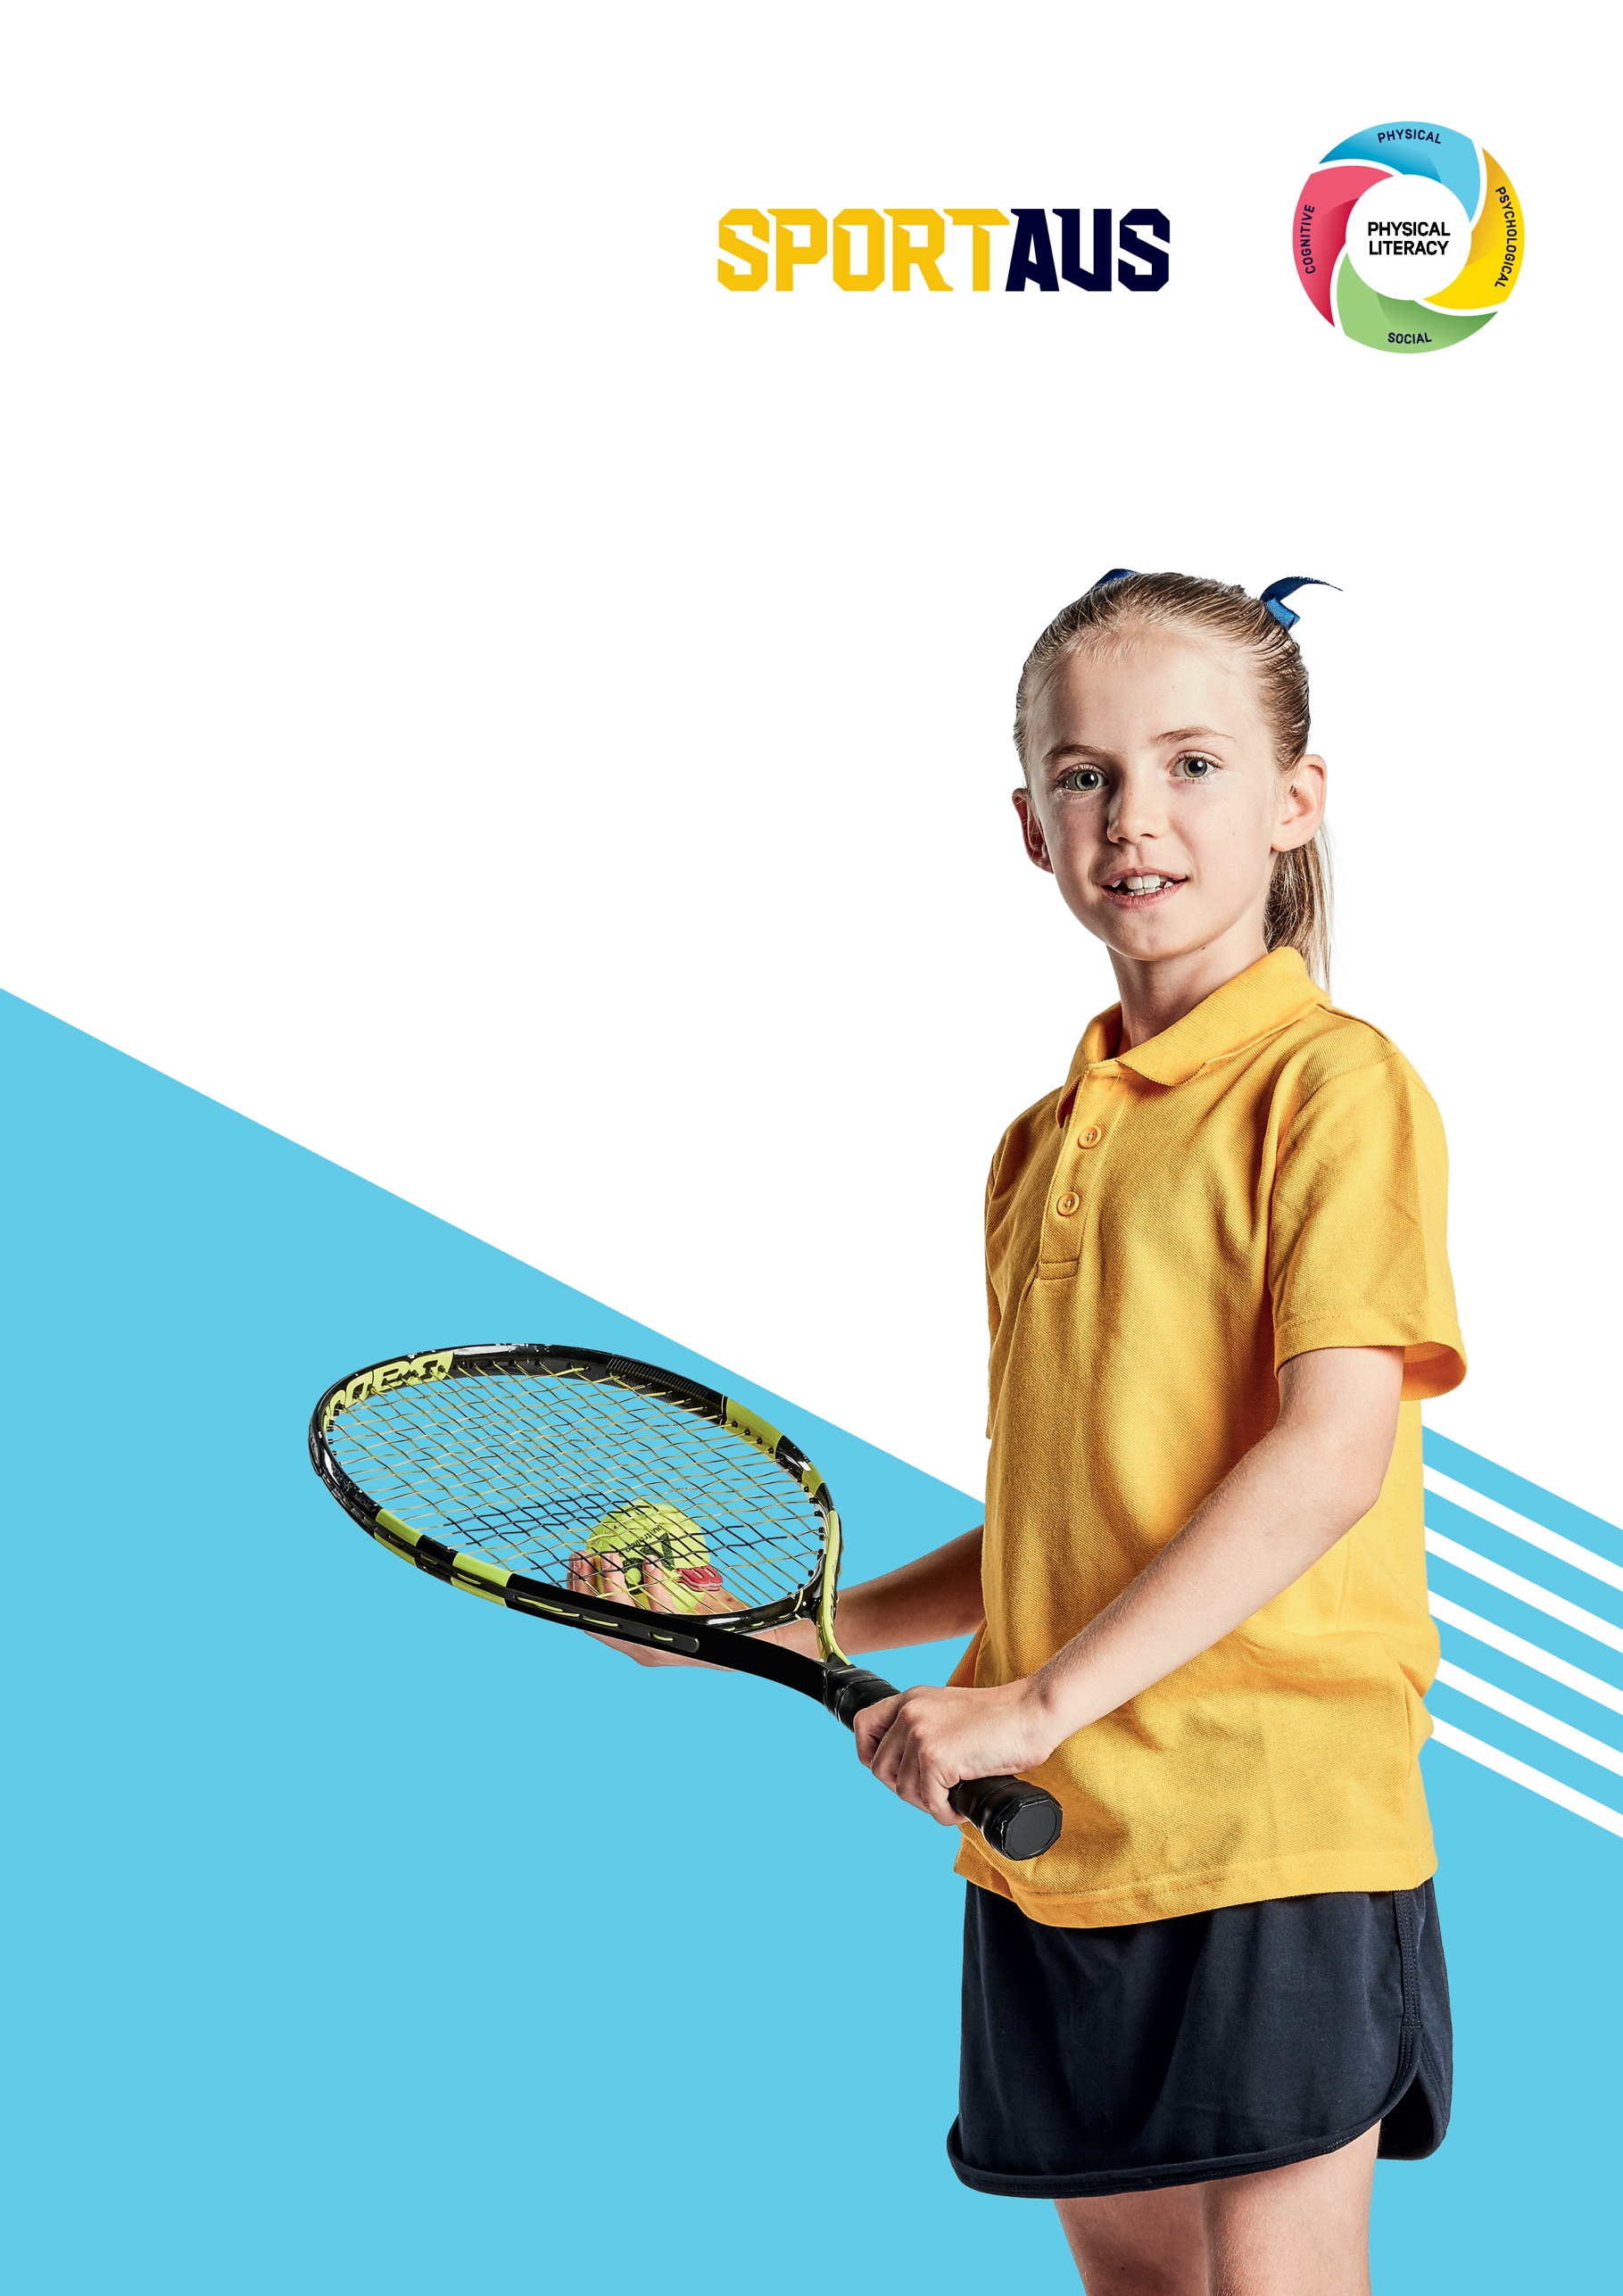 SPORTAUS
PHYSICAL
PSYCHOLOGICAL
SOCIAL
COGNITIVE
PHYSICAL
LITERACY